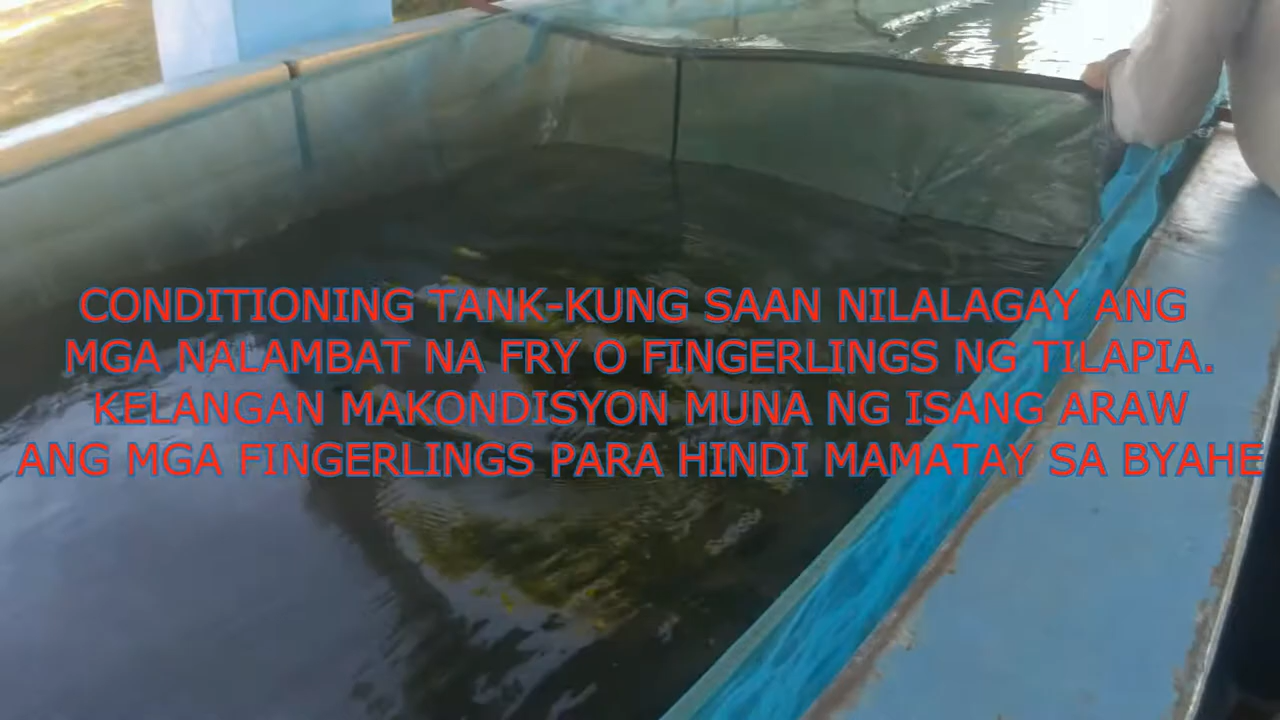 CONDITIONING TANK-KUNG SAAN NILALAGAY ANG
MGA NALAMBAT NA FRY O FINGERLINGS NG TILAPIA.
KELANGAN MAKONDISYON MUNA NG ISANG ARAW
ANG MGA FINGERLINGS PARA HINDI MAMATAY SA BYAHE